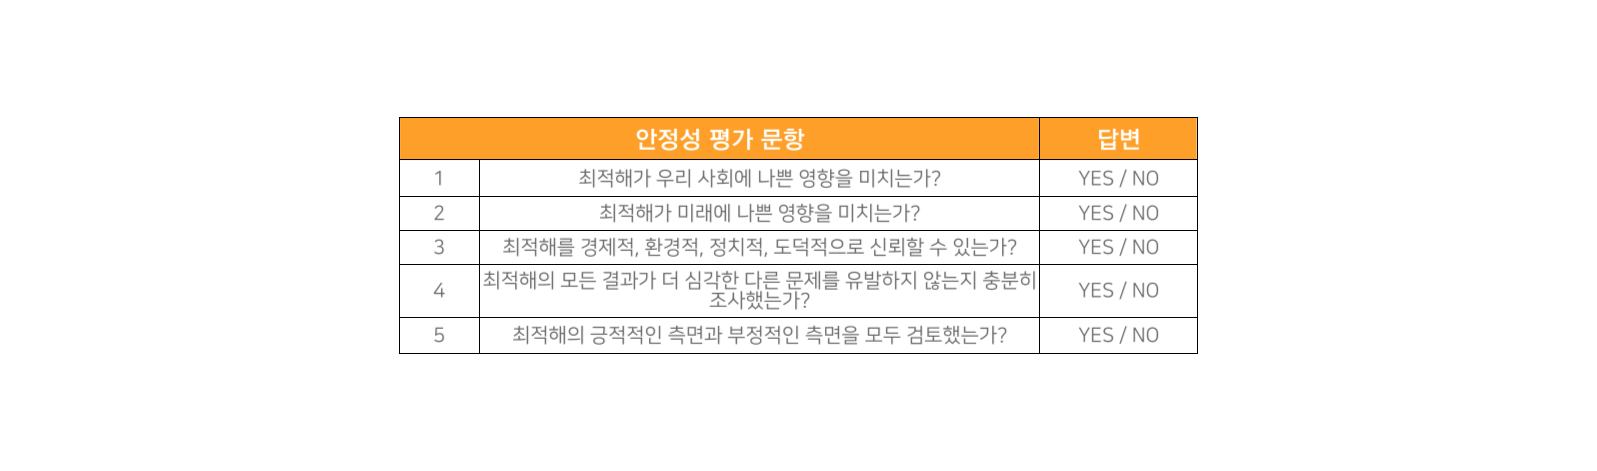 안정성 평가 문항 답변
1 최적해가 우리 사회에 나쁜 영향을 미치는가? YES / NO
2 최적해가 미래에 나쁜 영향을 미치는가? YES / NO
3 최적해를 경제적, 환경적, 정치적, 도덕적으로 신뢰할 수 있는가? YES / NO
4 최적해의 모든 결과가 더 심각한 다른 문제를 유발하지 않는지 충분히 YES / NO
조사했는가?
5 최적해의 긍적적인 측면과 부정적인 측면을 모두 검토했는가? YES / NO